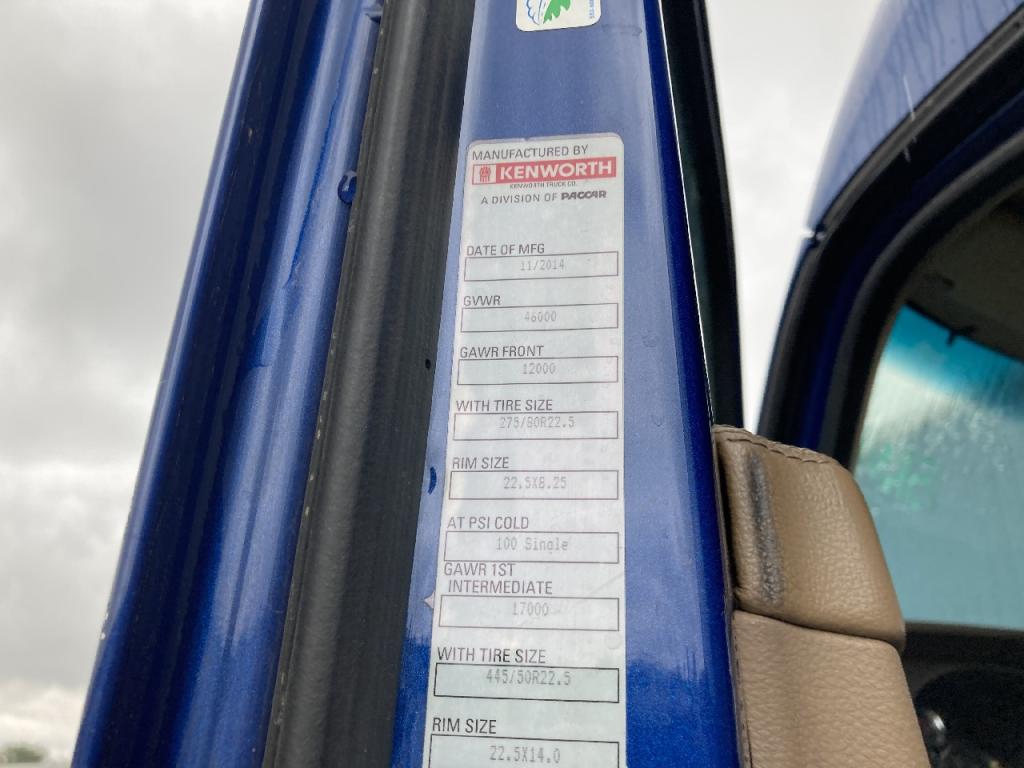 MANUFACTURED BY
KENWORTH
KENWORTH TRUCK CO.
A DIVISION OF PACCAR
DATE OF MFG
11/2014
GVWR
46000
GAWR FRONT
12000
WITH TIRE SIZE
275/80R22.5
RIM SIZE
22.5X8.25
AT PSI COLD
100 Single
GAWR 1ST
INTERMEDIATE
17000
WITH TIRE SIZE
445/50R22.5
RIM SIZE
22.5X14.0